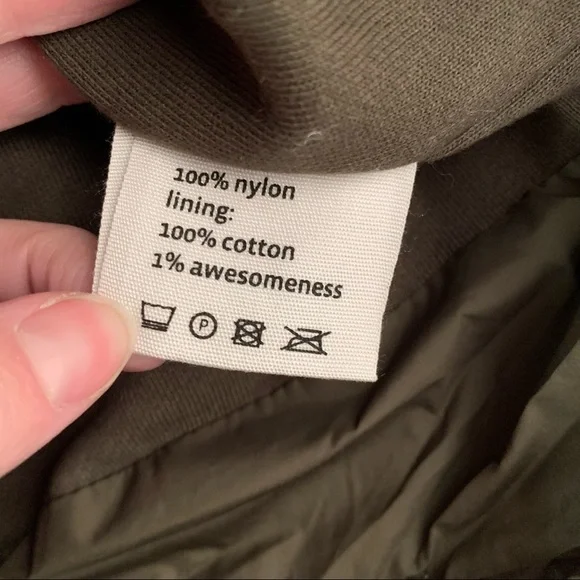 100% nylon
lining:
100% cotton
1% awesomeness
P